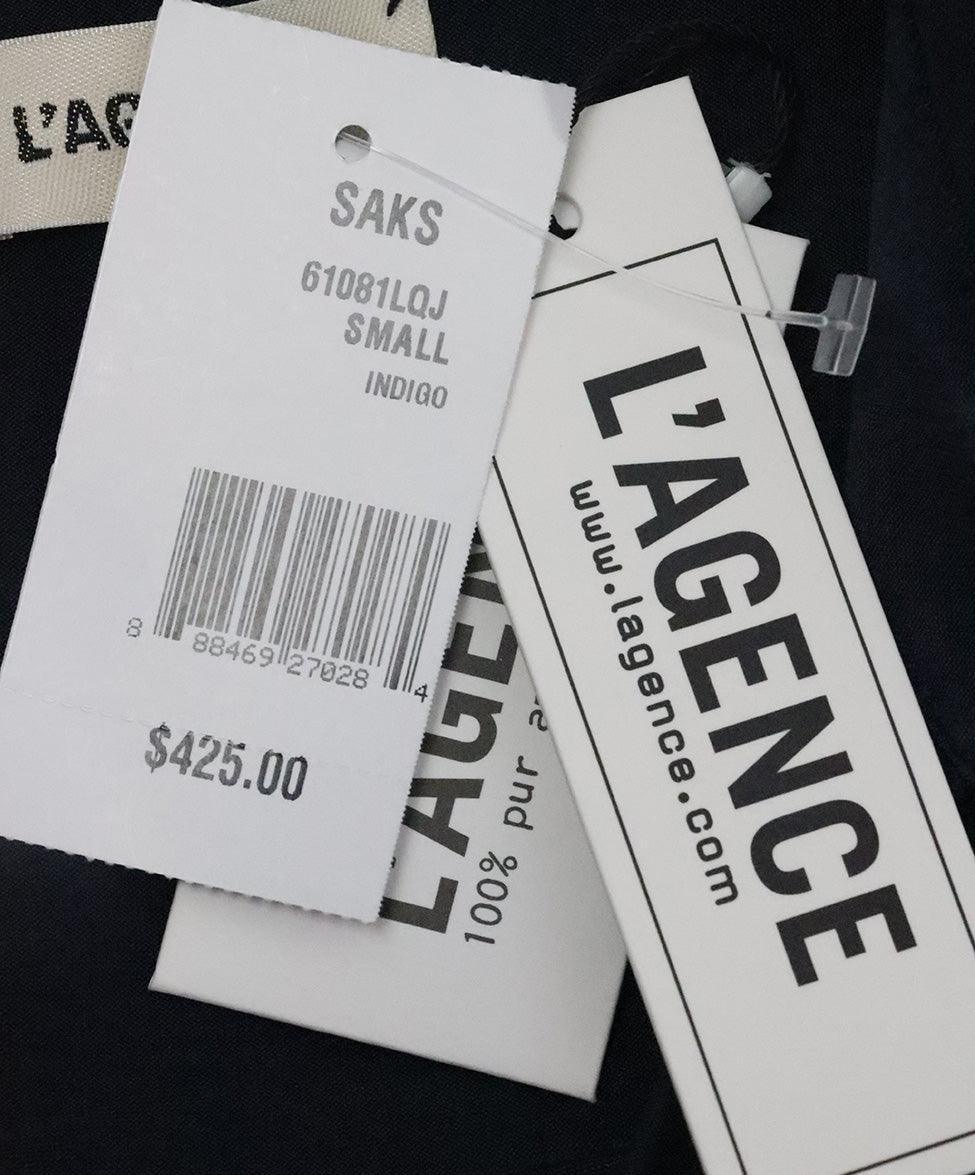 L'AG
SAKS
61081LQJ
SMALL
INDIGO
8 88469 27028 4
$425.00
L'AGENCE
www.lagence.com
L'AGEN
100% pur a